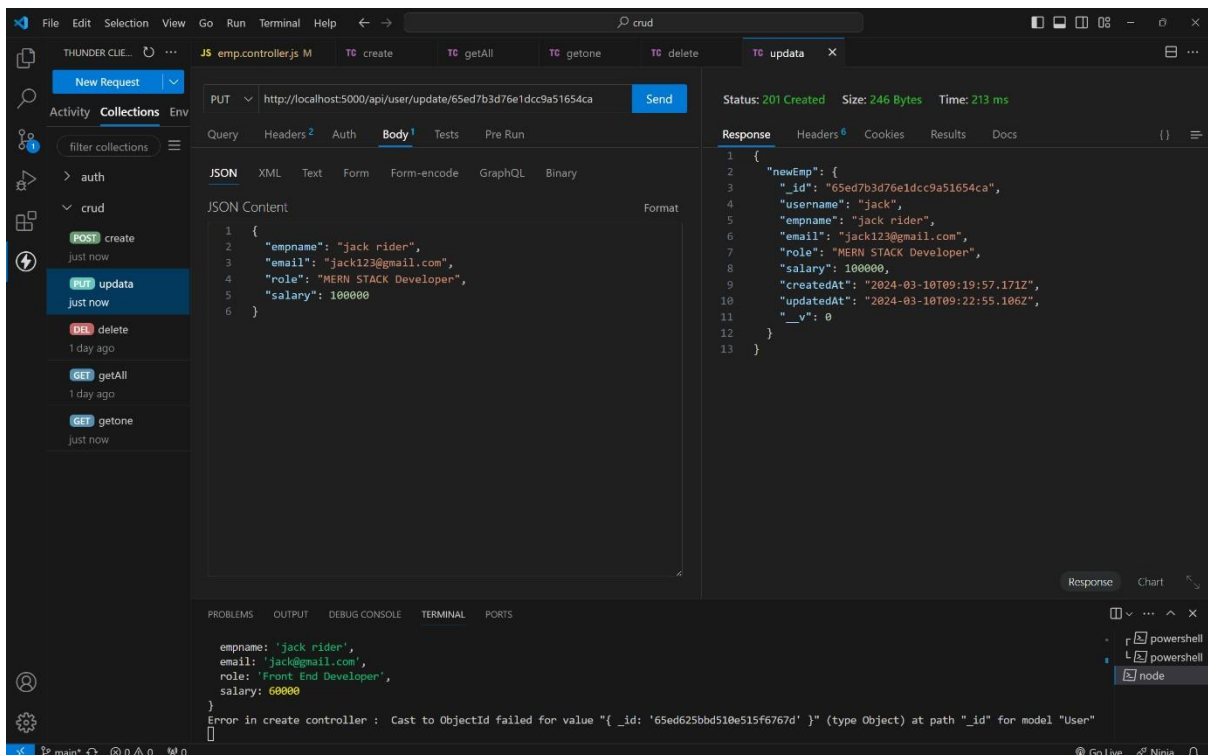 File Edit Selection View Go Run Terminal Help
crud
THUNDER CLIE...
JS emp.controller.js M
TC create
TC getAll
TC getone
TC delete
TC updata
New Request
Activity Collections Env
filter collections
auth
crud
POST create
just now
PUT updata
just now
DEL delete
1 day ago
GET getAll
1 day ago
GET getone
just now
PUT http://localhost:5000/api/user/update/65ed7b3d76e1dcc9a51654ca Send
Query Headers 2 Auth Body 1 Tests Pre Run
JSON XML Text Form Form-encode GraphQL Binary
JSON Content Format
1 {
2 "empname": "jack rider",
3 "email": "jack123@gmail.com",
4 "role": "MERN STACK Developer",
5 "salary": 100000
6 }
Status: 201 Created Size: 246 Bytes Time: 213 ms
Response Headers 6 Cookies Results Docs {}
1 {
2 "newEmp": {
3 "_id": "65ed7b3d76e1dcc9a51654ca",
4 "username": "jack",
5 "empname": "jack rider",
6 "email": "jack123@gmail.com",
7 "role": "MERN STACK Developer",
8 "salary": 100000,
9 "createdAt": "2024-03-10T09:19:57.171Z",
10 "updatedAt": "2024-03-10T09:22:55.106Z",
11 "__v": 0
12 }
13 }
Response Chart
PROBLEMS OUTPUT DEBUG CONSOLE TERMINAL PORTS
empname: 'jack rider',
email: 'jack@gmail.com',
role: 'Front End Developer',
salary: 60000
}
Error in create controller : Cast to ObjectId failed for value "{ _id: '65ed625bbd510e515f6767d' }" (type Object) at path "_id" for model "User"
powershell
powershell
node
main* 0 0 0 Go Live Ninja